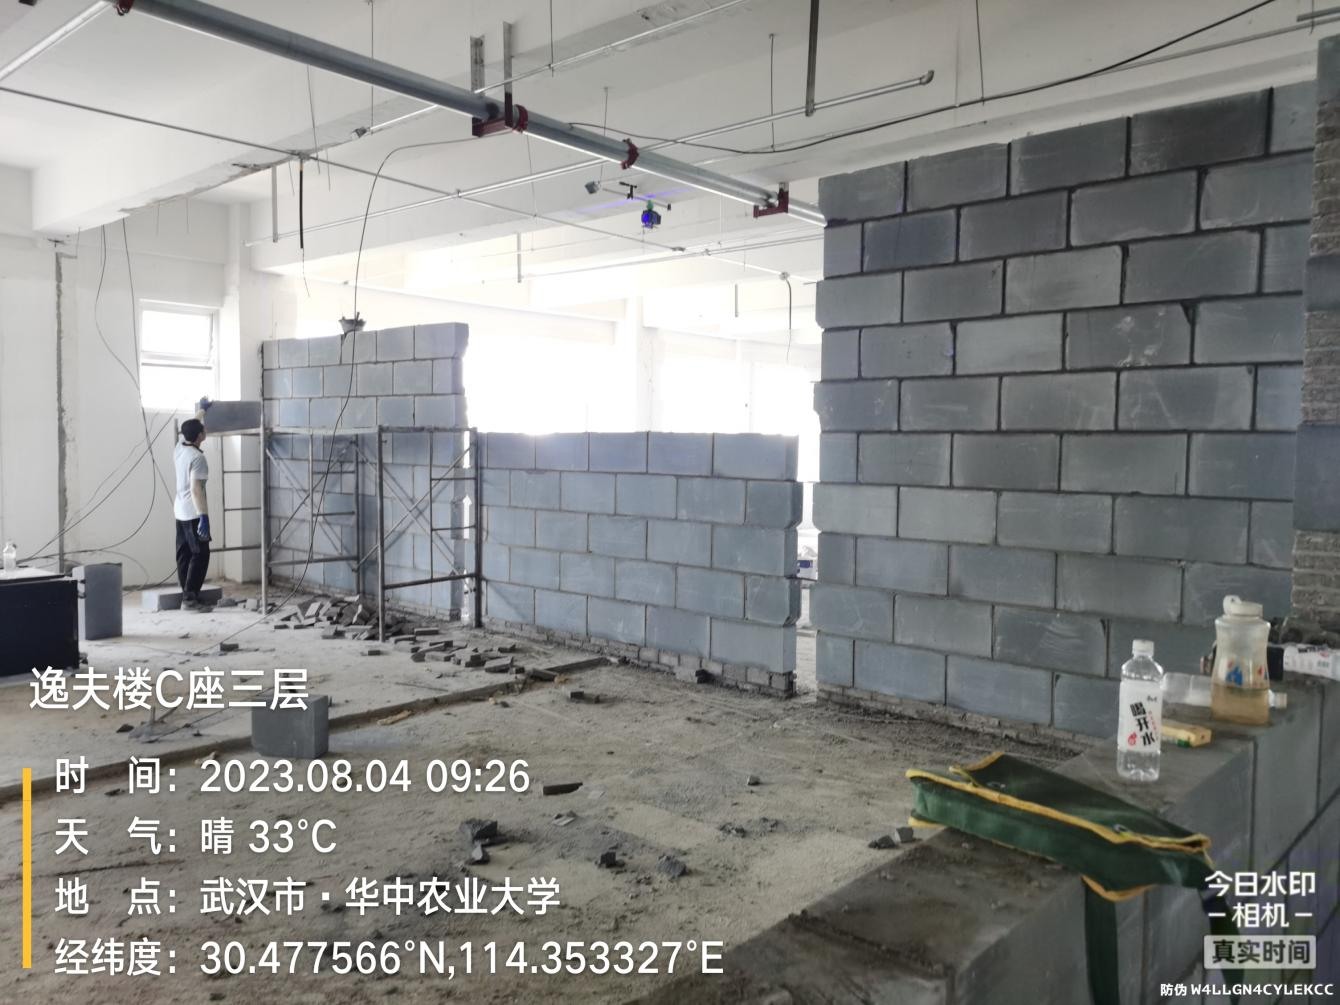 喝开水
逸夫楼C座三层
时 间：2023.08.04 09:26
天 气：晴 33°C
地 点：武汉市·华中农业大学
经纬度：30.477566°N,114.353327°E
今日水印
-相机-
真实时间
防伪 W4LLGN4CYLEKCC